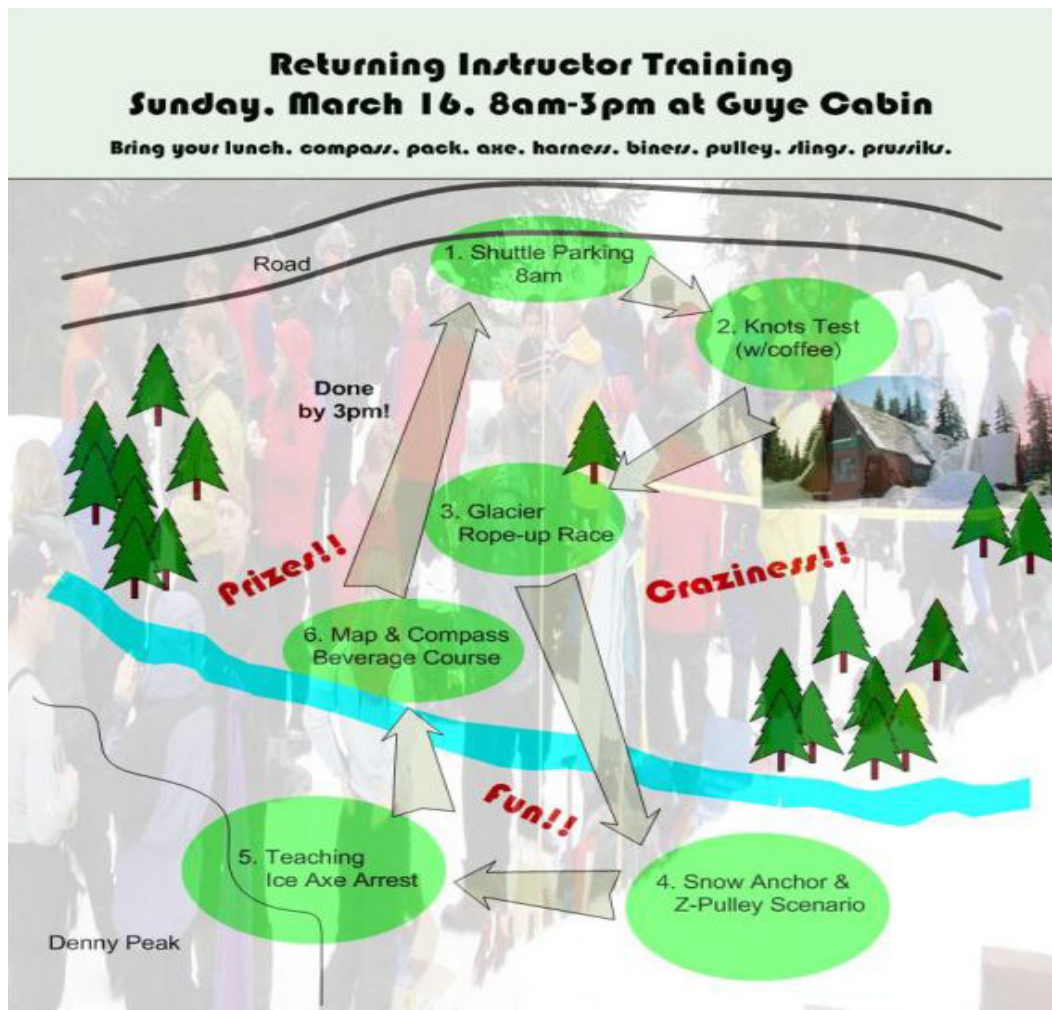 Returning Instructor Training
Sunday, March 16, 8am-3pm at Guye Cabin
Bring your lunch, compass, pack, axe, harness, biners, pulley, slings, prussiks.
Road
1. Shuttle Parking
8am
2. Knots Test
(w/coffee)
Done
by 3pm!
3. Glacier
Rope-up Race
Prizes!!
Craziness!!
6. Map & Compass
Beverage Course
Fun!!
5. Teaching
Ice Axe Arrest
4. Snow Anchor &
Z-Pulley Scenario
Denny Peak